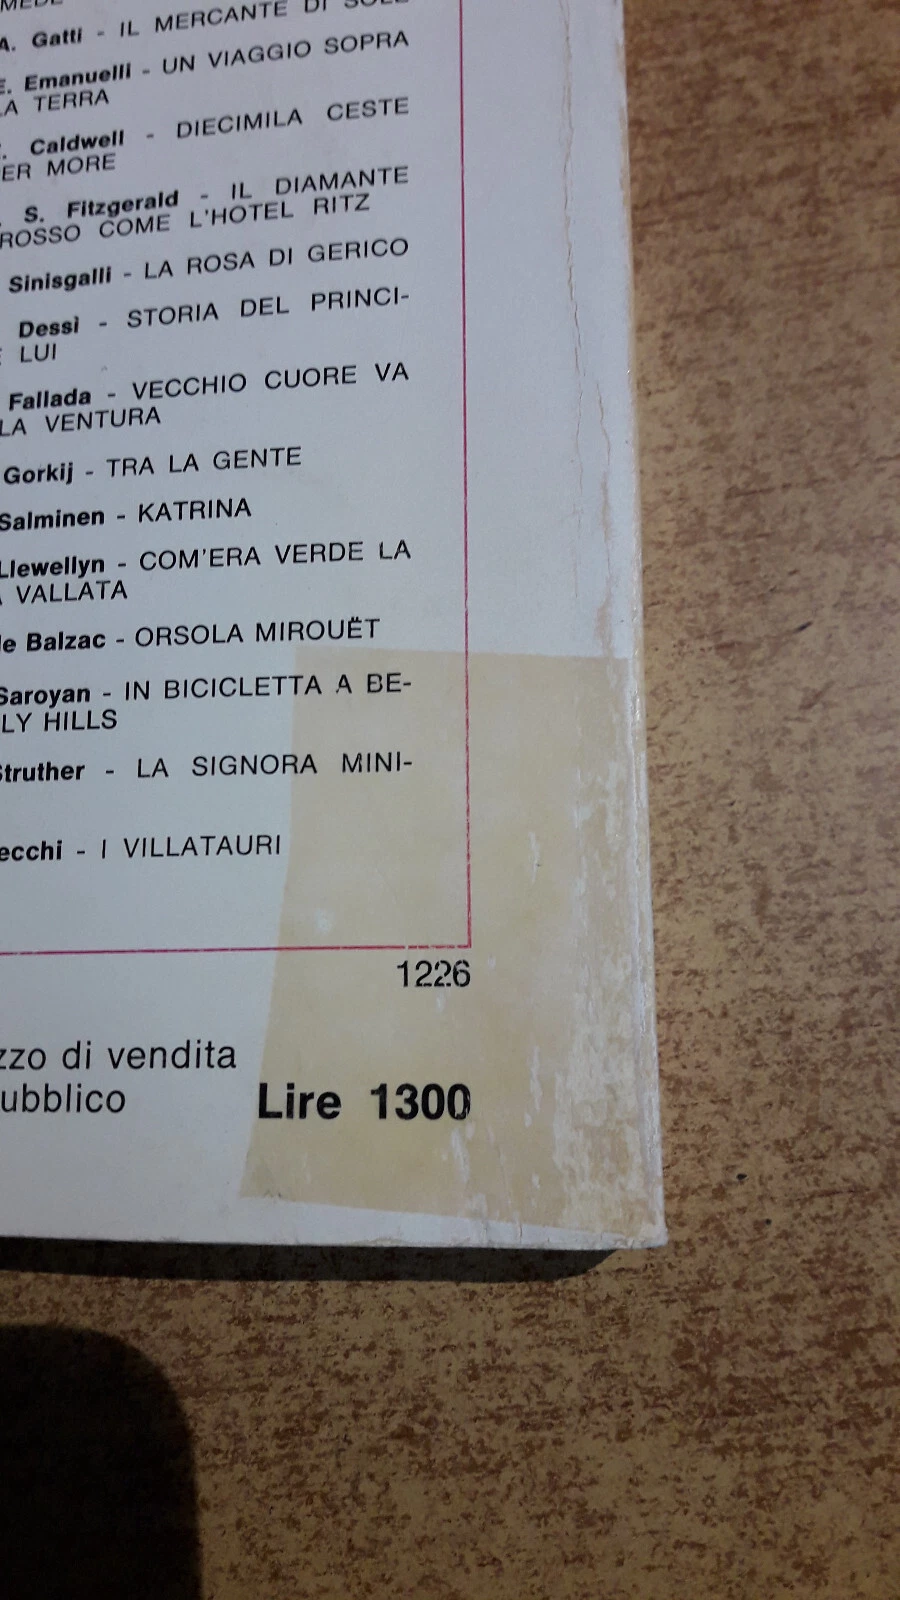 A. Gatti - IL MERCANTE DI SOLE
E. Emanuelli - UN VIAGGIO SOPRA
LA TERRA
Caldwell - DIECIMILA CESTE
ER MORE
S. Fitzgerald - IL DIAMANTE
ROSSO COME L'HOTEL RITZ
Sinisgalli - LA ROSA DI GERICO
Dessì - STORIA DEL PRINCI-
LUI
Fallada - VECCHIO CUORE VA
LA VENTURA
Gorkij - TRA LA GENTE
Salminen - KATRINA
Llewellyn - COM'ERA VERDE LA
VALLATA
de Balzac - ORSOLA MIROUËT
Saroyan - IN BICICLETTA A BE-
LY HILLS
Struther - LA SIGNORA MINI-
ecchi - I VILLATAURI
1226
zzo di vendita
ubblico Lire 1300